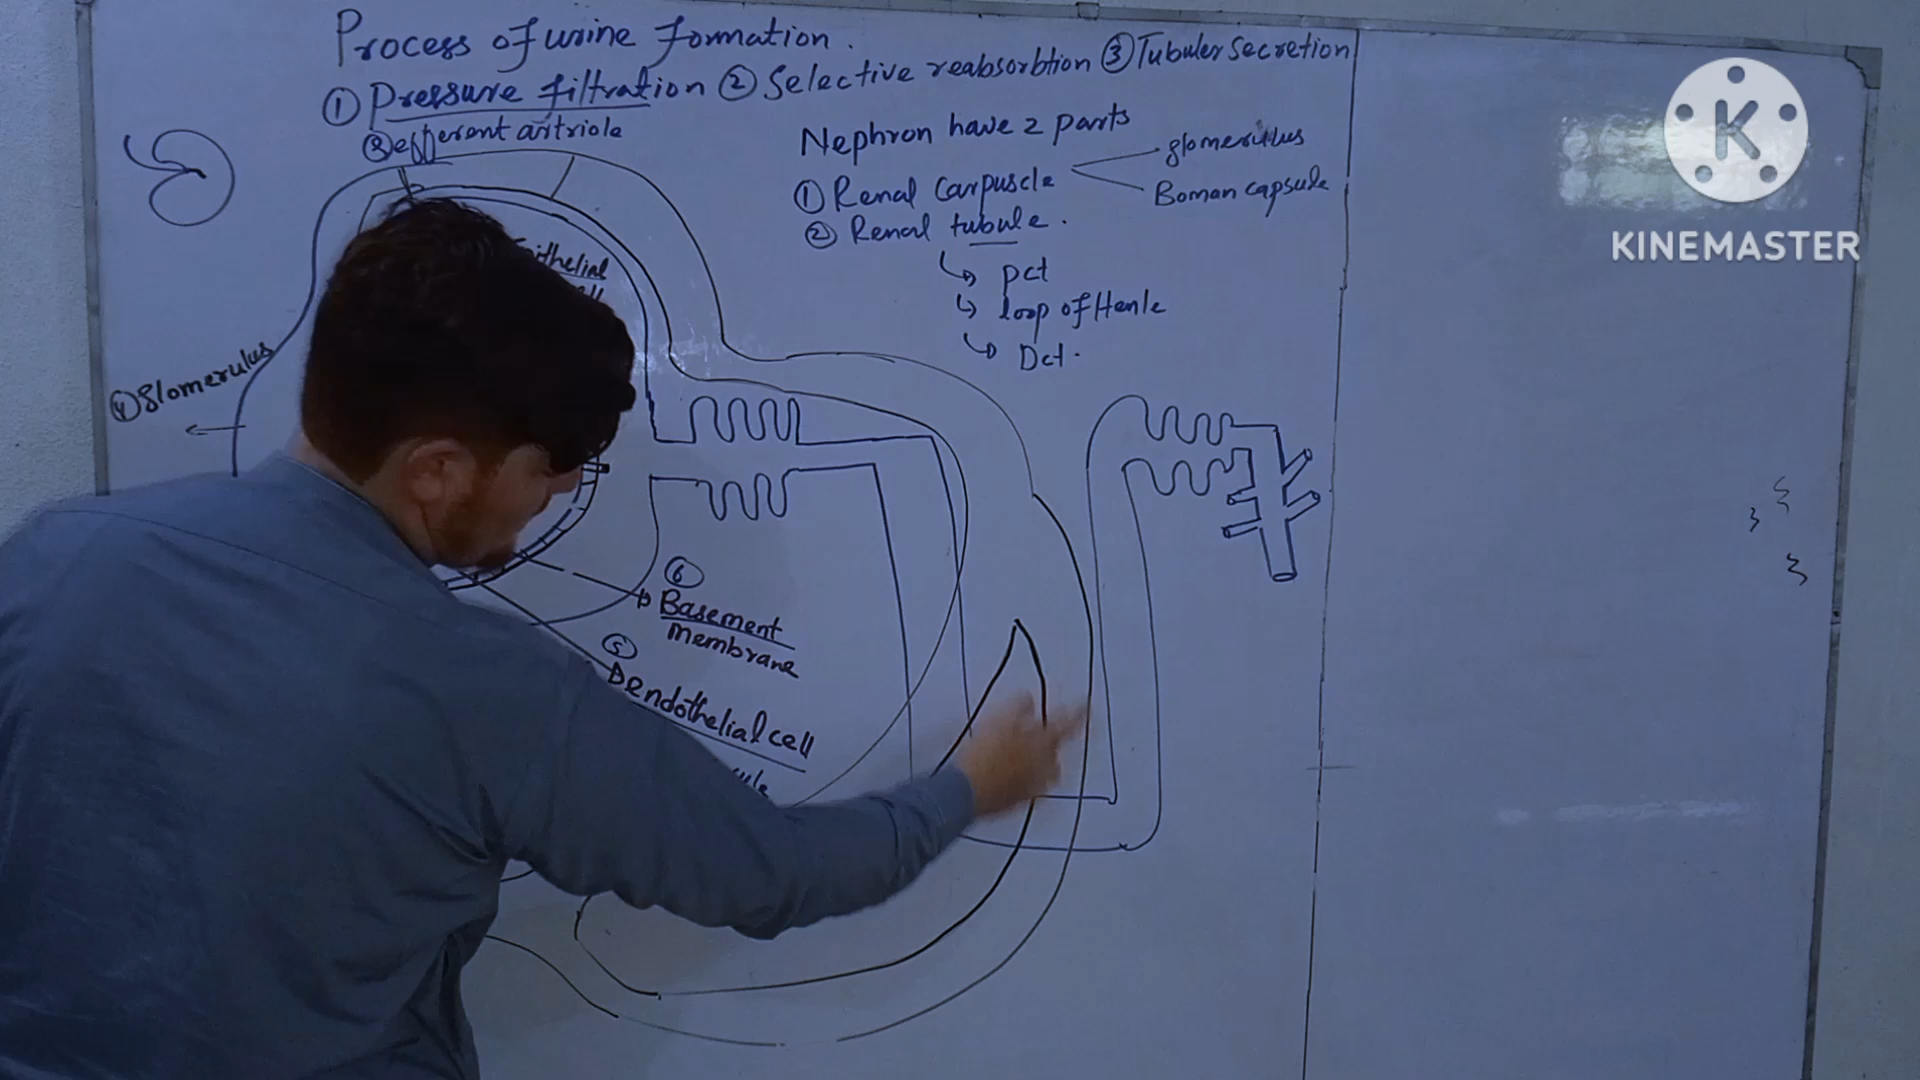 Process of urine formation.
① Pressure filtration ② Selective reabsorbtion ③ Tubuler secretion
③ efferent artriole
Nephron have 2 parts
glomerulus
① Renal Carpuscle
Boman capsule
② Renal tubule.
pct
loop of Henle
Dct.
④ Glomerulus
⑥
Basement
membrane
⑤
endothelial cell
K
KINEMASTER